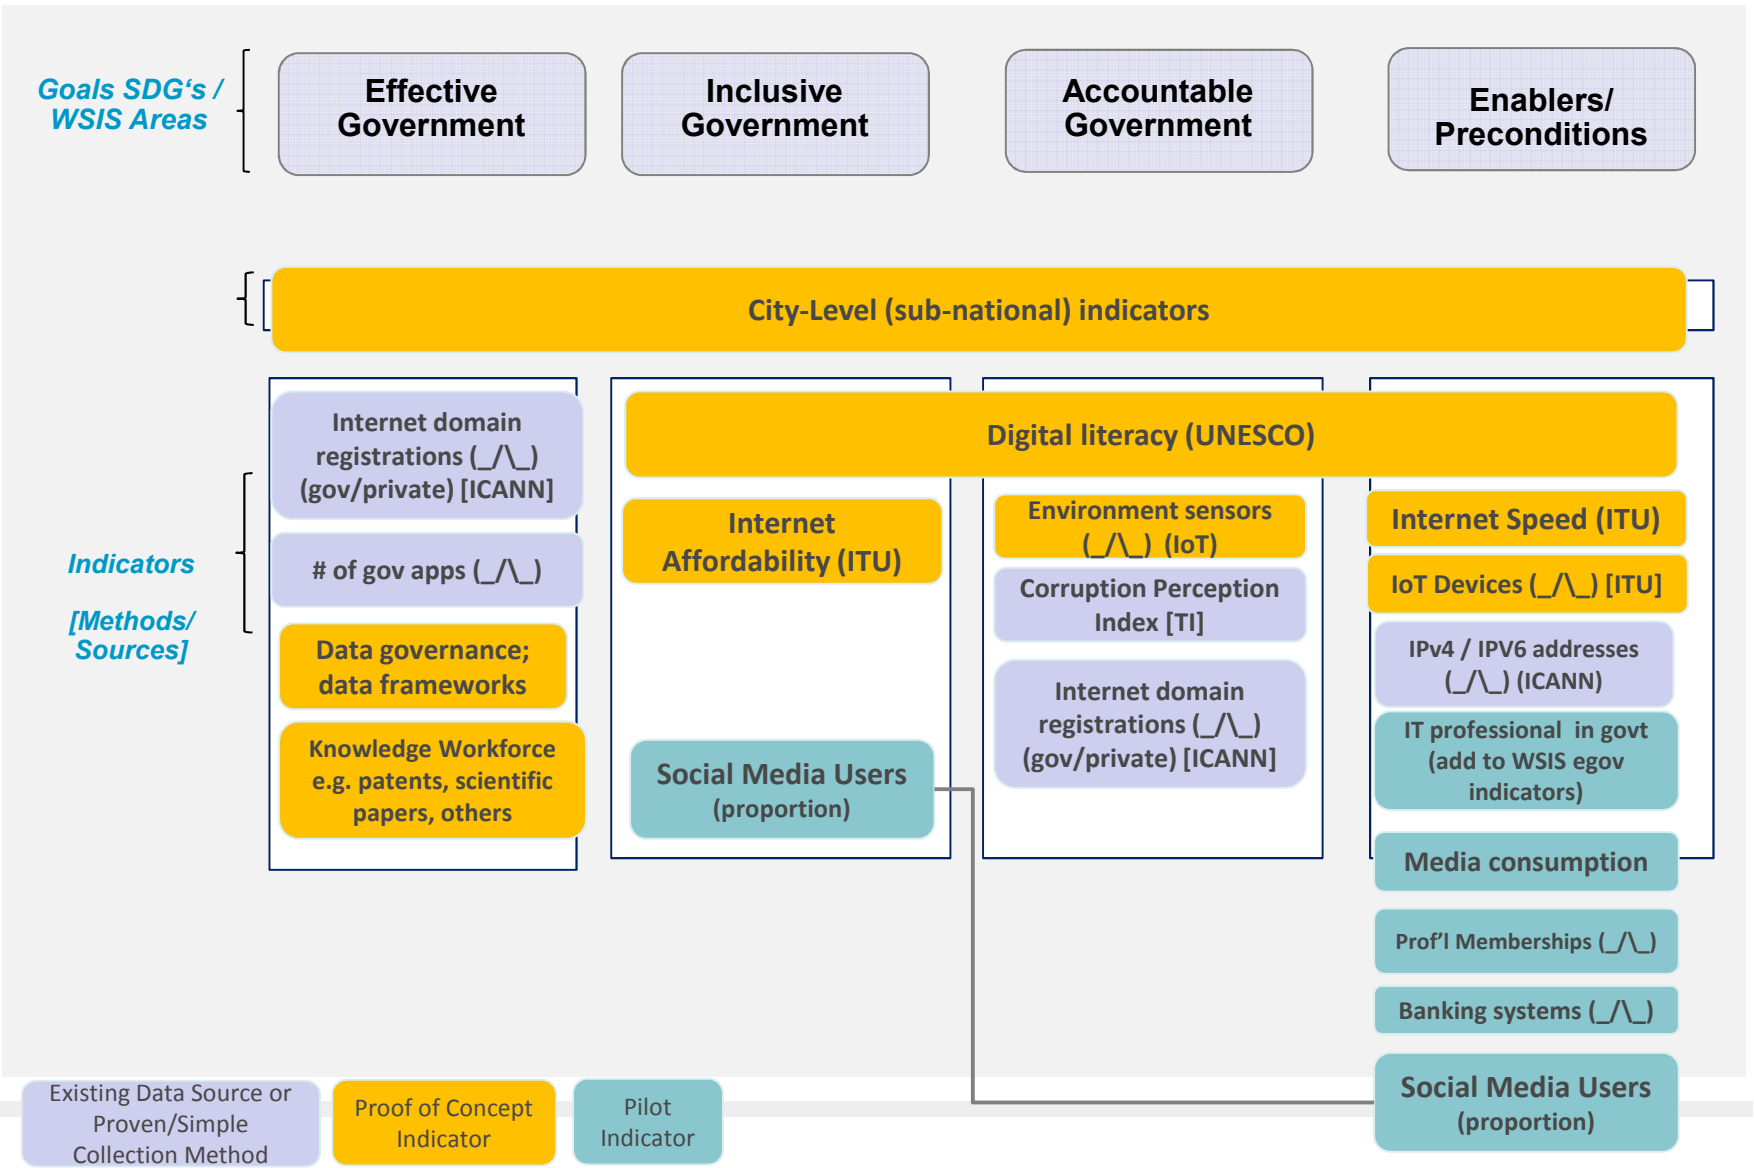 Goals SDG‘s /
WSIS Areas
Effective
Government
Inclusive
Government
Accountable
Government
Enablers/
Preconditions
City-Level (sub-national) indicators
Indicators
[Methods/
Sources]
Internet domain
registrations (_/\_)
(gov/private) [ICANN]
# of gov apps (_/\_)
Data governance;
data frameworks
Knowledge Workforce
e.g. patents, scientific
papers, others
Digital literacy (UNESCO)
Internet
Affordability (ITU)
Social Media Users
(proportion)
Environment sensors
(_/\_) (IoT)
Corruption Perception
Index [TI]
Internet domain
registrations (_/\_)
(gov/private) [ICANN]
Internet Speed (ITU)
IoT Devices (_/\_) [ITU]
IPv4 / IPV6 addresses
(_/\_) (ICANN)
IT professional in govt
(add to WSIS egov
indicators)
Media consumption
Prof’l Memberships (_/\_)
Banking systems (_/\_)
Social Media Users
(proportion)
Existing Data Source or
Proven/Simple
Collection Method
Proof of Concept
Indicator
Pilot
Indicator